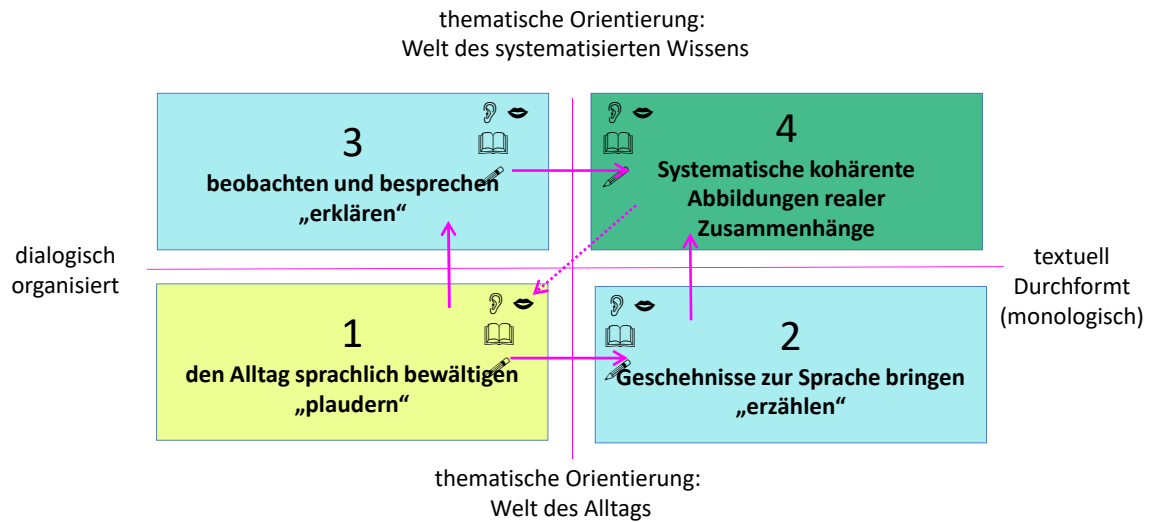 thematische Orientierung:
Welt des systematisierten Wissens
3
beobachten und besprechen
„erklären“
4
Systematische kohärente
Abbildungen realer
Zusammenhänge
dialogisch
organisiert
textuell
Durchformt
(monologisch)
1
den Alltag sprachlich bewältigen
„plaudern“
2
Geschehnisse zur Sprache bringen
„erzählen“
thematische Orientierung:
Welt des Alltags